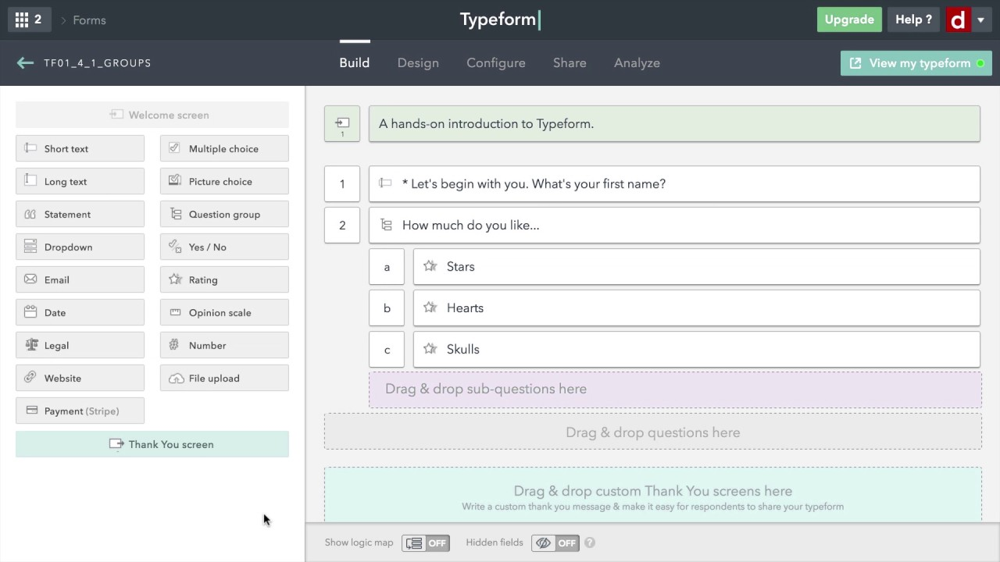 2
Forms
Typeform
Upgrade
Help ?
d
TF01_4_1_GROUPS
Build
Design
Configure
Share
Analyze
View my typeform
Welcome screen
Short text
Multiple choice
Long text
Picture choice
Statement
Question group
Dropdown
Yes / No
Email
Rating
Date
Opinion scale
Legal
Number
Website
File upload
Payment (Stripe)
Thank You screen
1
A hands-on introduction to Typeform.
1
* Let's begin with you. What's your first name?
2
How much do you like...
a
Stars
b
Hearts
c
Skulls
Drag & drop sub-questions here
Drag & drop questions here
Drag & drop custom Thank You screens here
Write a custom thank you message & make it easy for respondents to share your typeform
Show logic map
OFF
Hidden fields
OFF
?